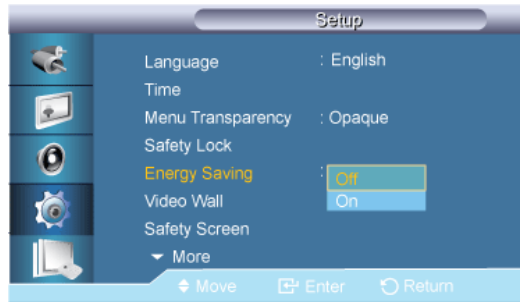 Setup
Language : English
Time
Menu Transparency : Opaque
Safety Lock
Energy Saving : Off
Video Wall On
Safety Screen
More
Move Enter Return